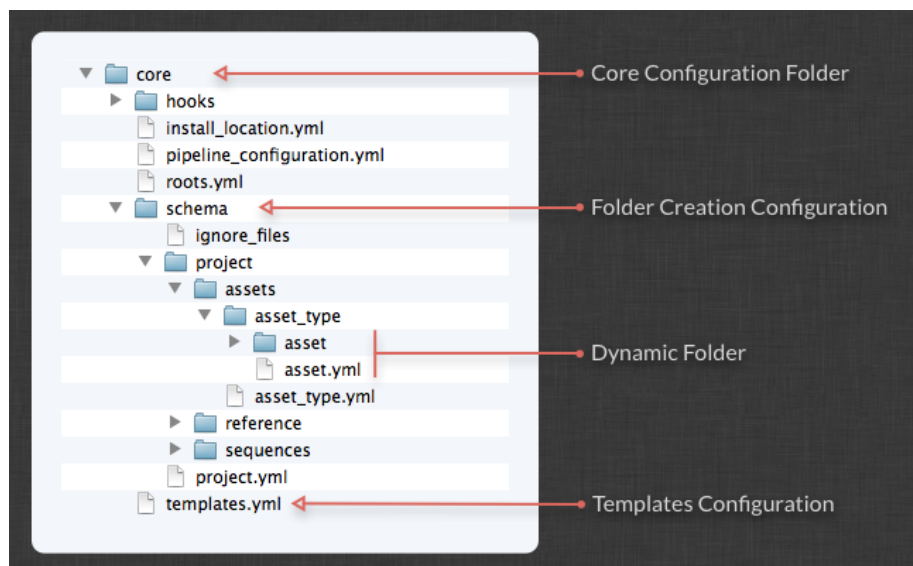 core
Core Configuration Folder
hooks
install_location.yml
pipeline_configuration.yml
roots.yml
schema
Folder Creation Configuration
ignore_files
project
assets
asset_type
asset
Dynamic Folder
asset.yml
asset_type.yml
reference
sequences
project.yml
templates.yml
Templates Configuration